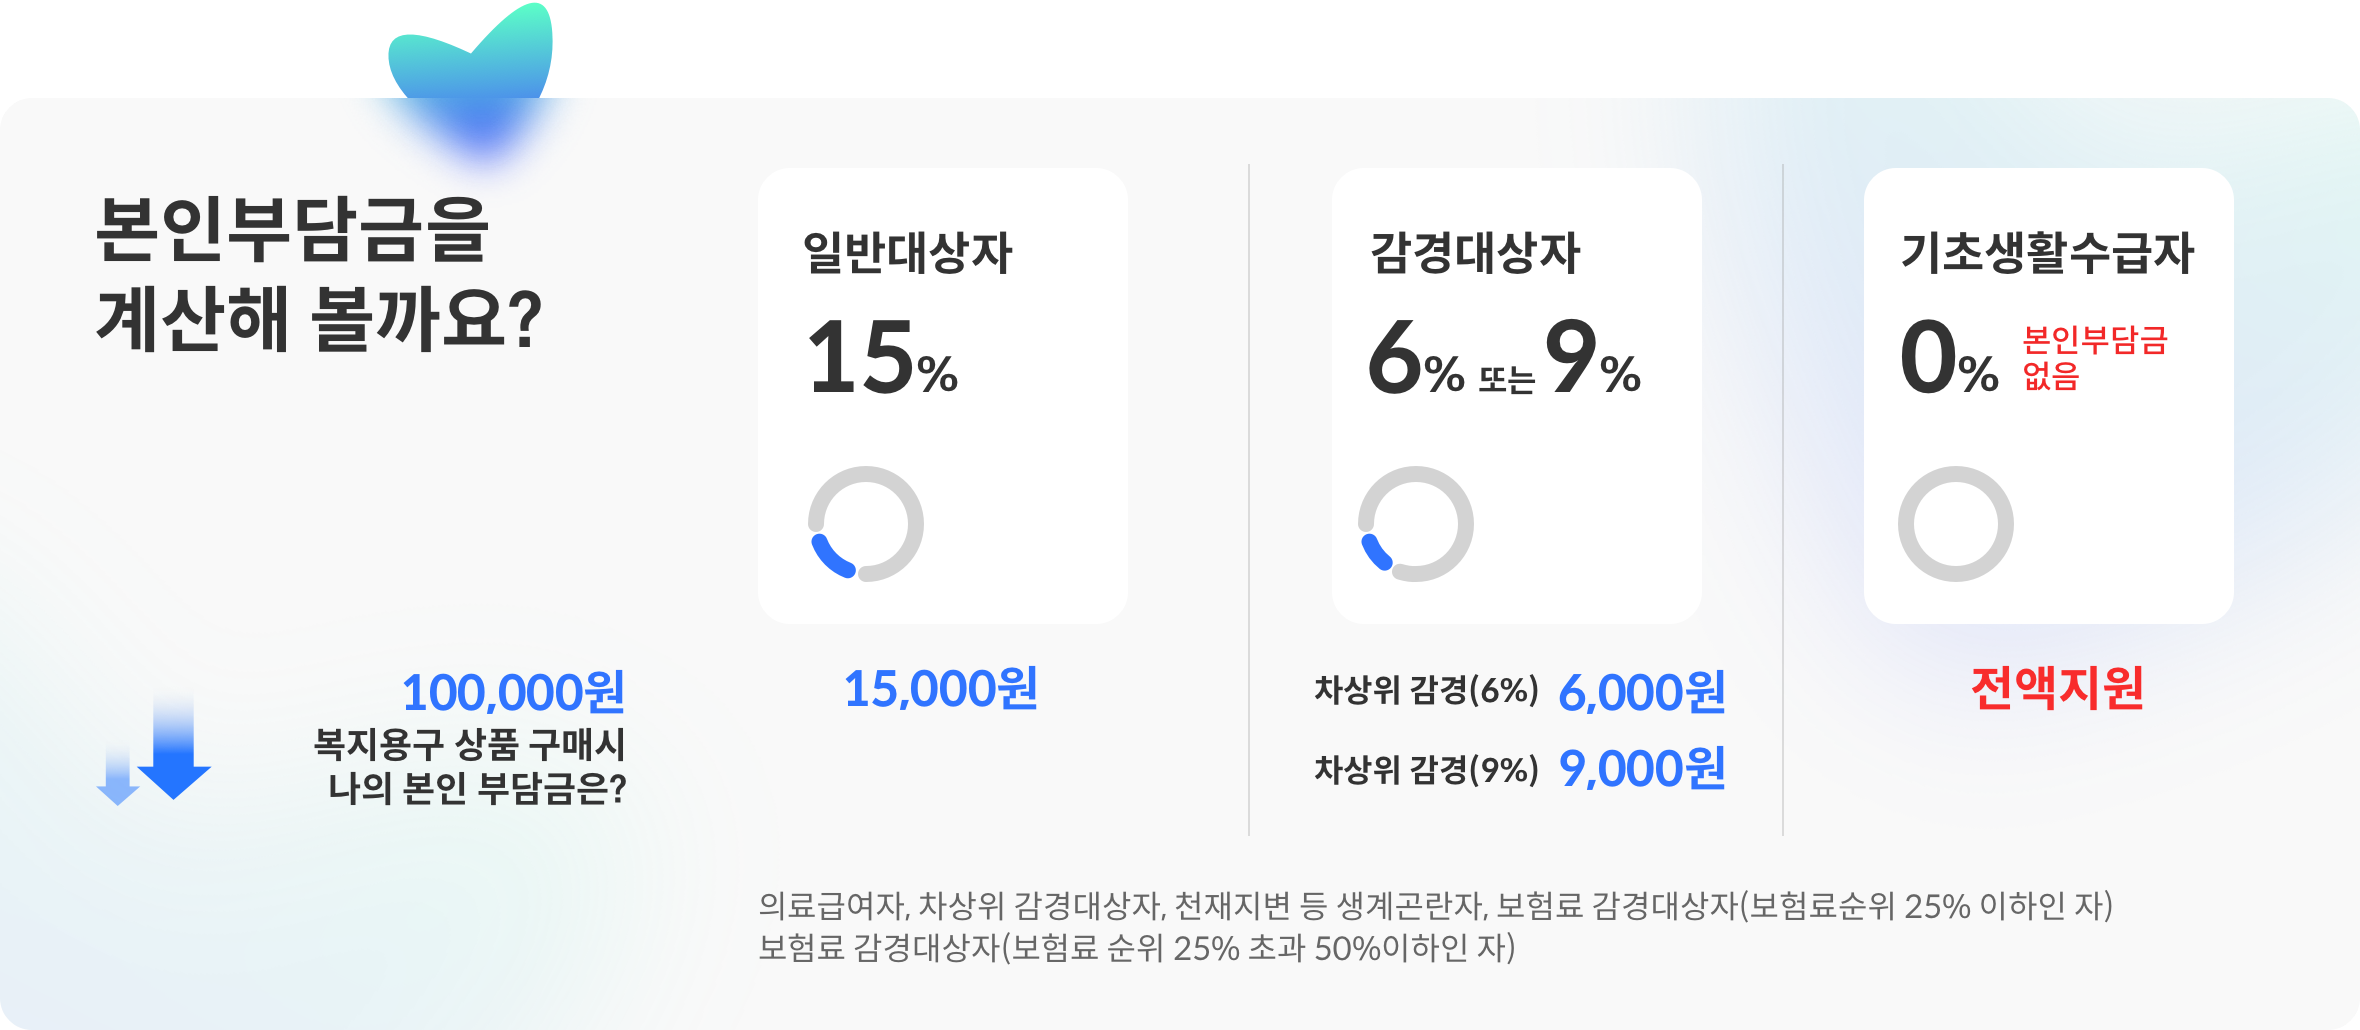 본인부담금을
계산해 볼까요?
일반대상자
15%
감경대상자
6% 또는 9%
기초생활수급자
0% 본인부담금
없음
100,000원
복지용구 상품 구매시
나의 본인 부담금은?
15,000원
차상위 감경(6%) 6,000원
차상위 감경(9%) 9,000원
전액지원
의료급여자, 차상위 감경대상자, 천재지변 등 생계곤란자, 보험료 감경대상자(보험료순위 25% 이하인 자)
보험료 감경대상자(보험료 순위 25% 초과 50%이하인 자)